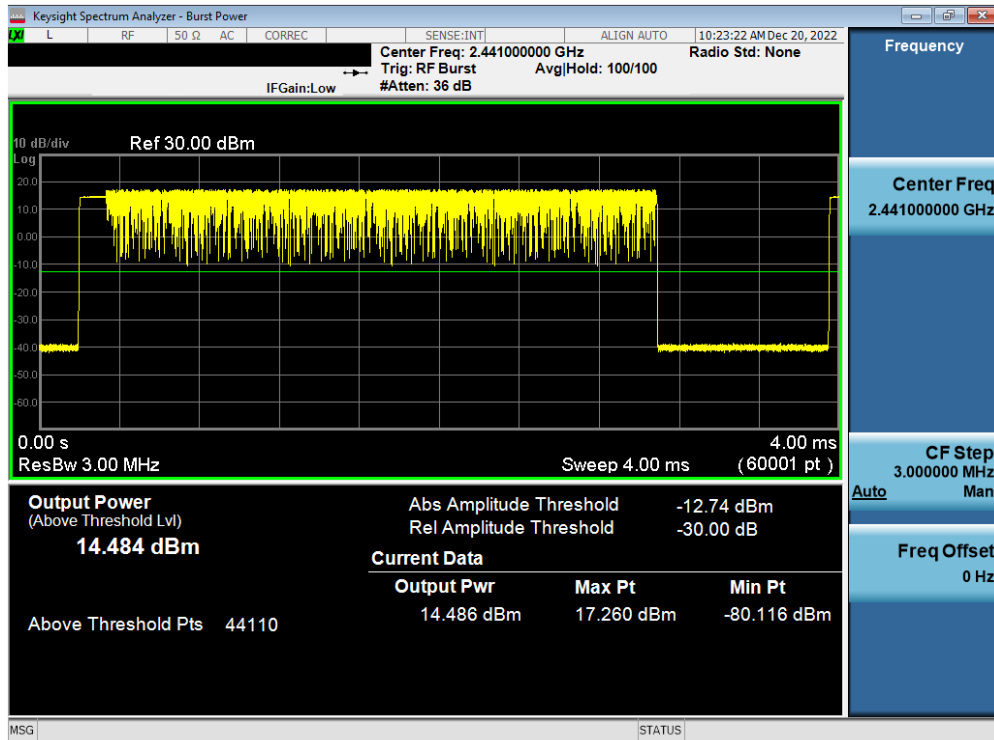 Keysight Spectrum Analyzer - Burst Power
LXI L RF 50 Ω AC CORREC SENSE:INT ALIGN AUTO 10:23:22 AM Dec 20, 2022
Center Freq: 2.441000000 GHz Radio Std: None
Trig: RF Burst Avg|Hold: 100/100
IFGain:Low #Atten: 36 dB
Frequency
10 dB/div Ref 30.00 dBm
Log
20.0
10.0
0.00
-10.0
-20.0
-30.0
-40.0
-50.0
-60.0
Center Freq
2.441000000 GHz
0.00 s 4.00 ms
ResBw 3.00 MHz Sweep 4.00 ms (60001 pt)
CF Step
3.000000 MHz
Auto Man
Freq Offset
0 Hz
Output Power
(Above Threshold Lvl)
14.484 dBm
Above Threshold Pts 44110
Abs Amplitude Threshold -12.74 dBm
Rel Amplitude Threshold -30.00 dB
Current Data
Output Pwr Max Pt Min Pt
14.486 dBm 17.260 dBm -80.116 dBm
MSG STATUS